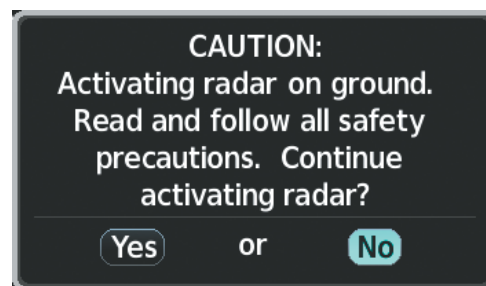 CAUTION:
Activating radar on ground.
Read and follow all safety
precautions.  Continue
activating radar?
Yes or No